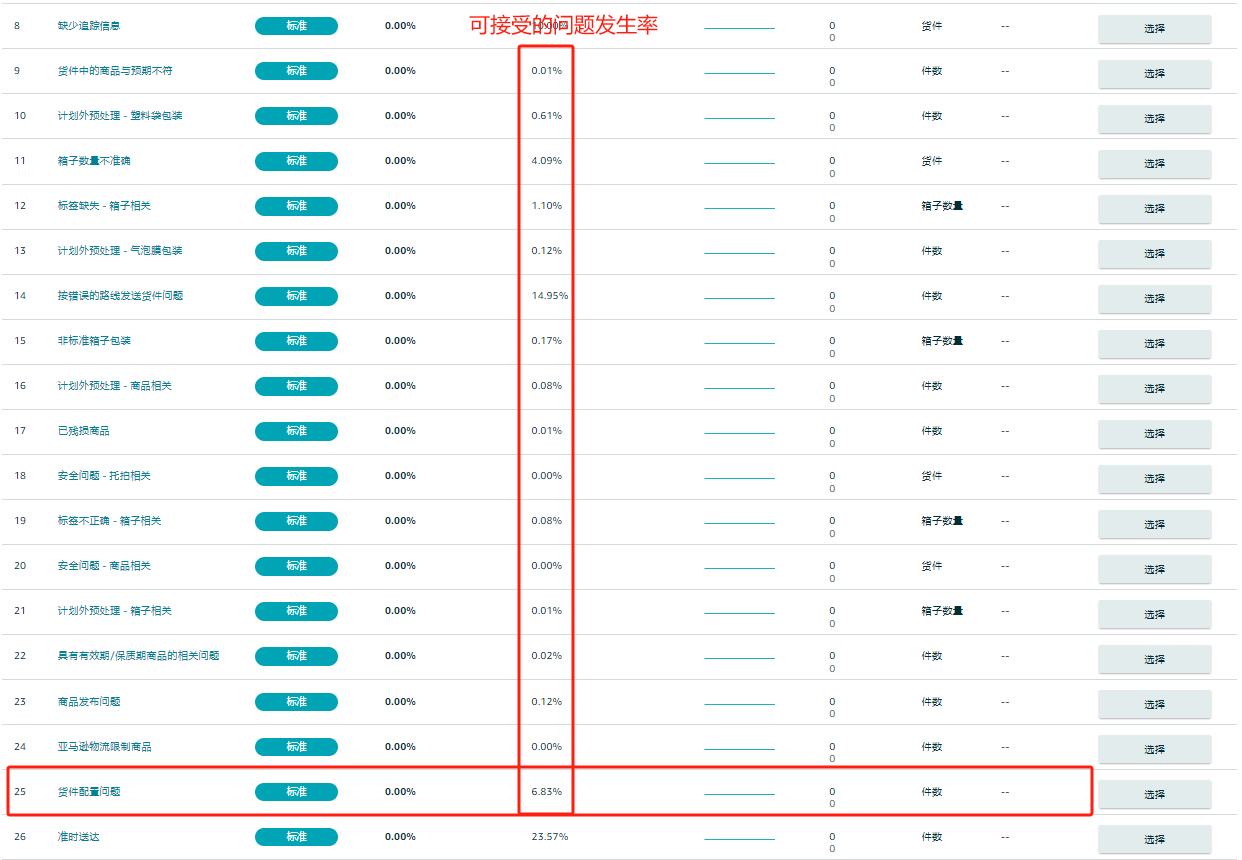 可接受的问题发生率
8 缺少追踪信息 标准 0.00% 0 货件 -- 选择
0
9 货件中的商品与预期不符 标准 0.00% 0.01% 0 件数 -- 选择
0
10 计划外预处理 - 塑料袋包装 标准 0.00% 0.61% 0 件数 -- 选择
0
11 箱子数量不准确 标准 0.00% 4.09% 0 货件 -- 选择
0
12 标签缺失 - 箱子相关 标准 0.00% 1.10% 0 箱子数量 -- 选择
0
13 计划外预处理 - 气泡膜包装 标准 0.00% 0.12% 0 件数 -- 选择
0
14 按错误的路线发送货件问题 标准 0.00% 14.95% 0 件数 -- 选择
0
15 非标准箱子包装 标准 0.00% 0.17% 0 箱子数量 -- 选择
0
16 计划外预处理 - 商品相关 标准 0.00% 0.08% 0 件数 -- 选择
0
17 已残损商品 标准 0.00% 0.01% 0 件数 -- 选择
0
18 安全问题 - 托拍相关 标准 0.00% 0.00% 0 货件 -- 选择
0
19 标签不正确 - 箱子相关 标准 0.00% 0.08% 0 箱子数量 -- 选择
0
20 安全问题 - 商品相关 标准 0.00% 0.00% 0 货件 -- 选择
0
21 计划外预处理 - 箱子相关 标准 0.00% 0.01% 0 箱子数量 -- 选择
0
22 具有有效期/保质期商品的相关问题 标准 0.00% 0.02% 0 件数 -- 选择
0
23 商品发布问题 标准 0.00% 0.12% 0 件数 -- 选择
0
24 亚马逊物流限制商品 标准 0.00% 0.00% 0 件数 -- 选择
0
25 货件配置问题 标准 0.00% 6.83% 0 件数 -- 选择
0
26 准时送达 标准 0.00% 23.57% 0 件数 -- 选择
0